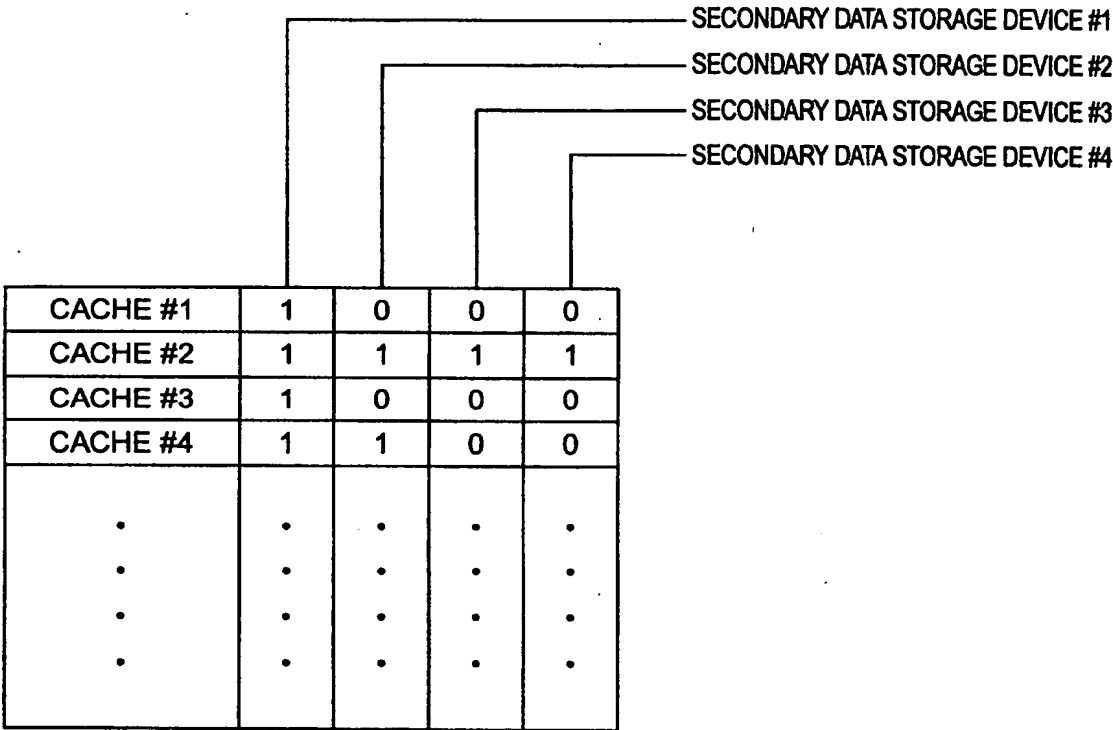 SECONDARY DATA STORAGE DEVICE #1
SECONDARY DATA STORAGE DEVICE #2
SECONDARY DATA STORAGE DEVICE #3
SECONDARY DATA STORAGE DEVICE #4
CACHE #1 1 0 0 0
CACHE #2 1 1 1 1
CACHE #3 1 0 0 0
CACHE #4 1 1 0 0